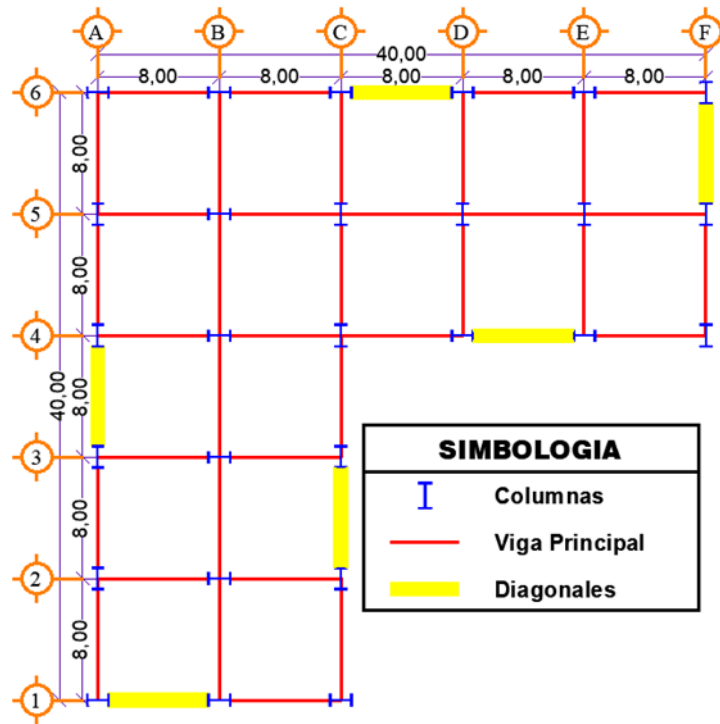 A B C D E F
40,00
8,00 8,00 8,00 8,00 8,00
6
8,00
5
8,00
4
40,00 8,00
3
8,00
2
8,00
1
SIMBOLOGIA
Columnas
Viga Principal
Diagonales